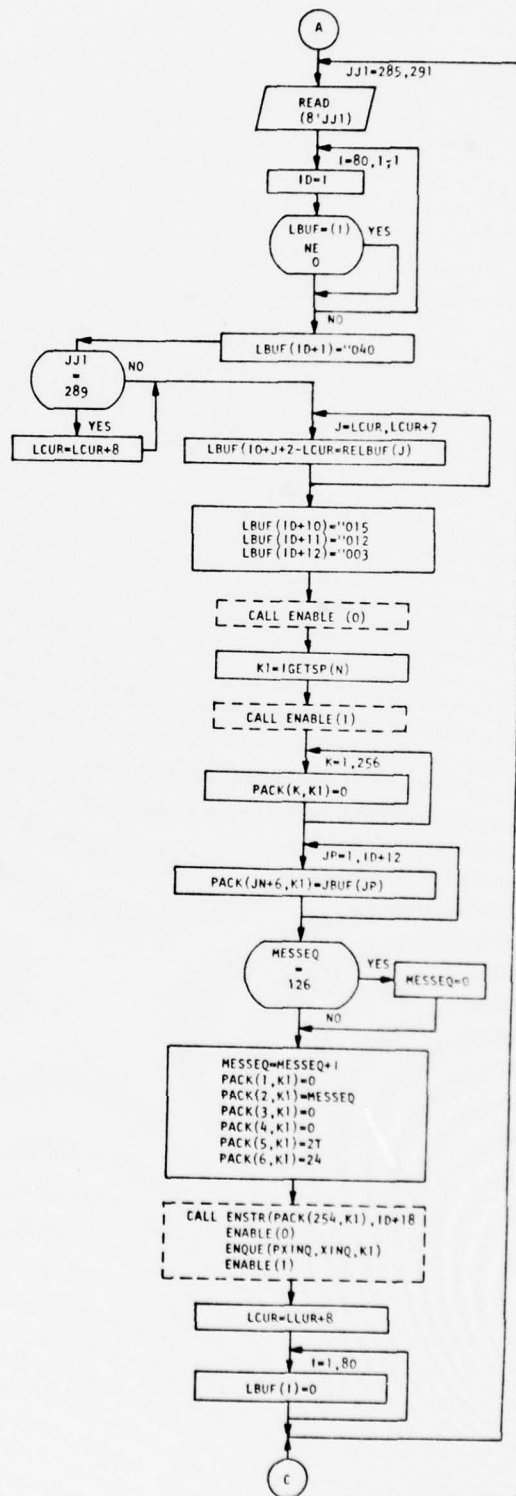 A
JJ1=285,291
READ
(8'JJ1)
I=80,1,-1
ID=I
LBUF=(I)
NE
0
YES
NO
LBUF(ID+1)="040
JJ1
=
289
NO
YES
LCUR=LCUR+8
J=LCUR,LCUR+7
LBUF(ID+J+2-LCUR=RELBUF(J)
LBUF(ID+10)="015
LBUF(ID+11)="012
LBUF(ID+12)="003
CALL ENABLE (0)
K1=IGETSP(N)
CALL ENABLE(1)
K=1,256
PACK(K,K1)=0
JP=1,ID+12
PACK(JN+6,K1)=JBUF(JP)
MESSEQ
=
126
YES
MESSEQ=0
NO
MESSEQ=MESSEQ+1
PACK(1,K1)=0
PACK(2,K1)=MESSEQ
PACK(3,K1)=0
PACK(4,K1)=0
PACK(5,K1)=2T
PACK(6,K1)=24
CALL ENSTR(PACK(254,K1),ID+18
ENABLE(0)
ENQUE(PXINQ,XINQ,K1)
ENABLE(1)
LCUR=LLUR+8
I=1,80
LBUF(I)=0
C